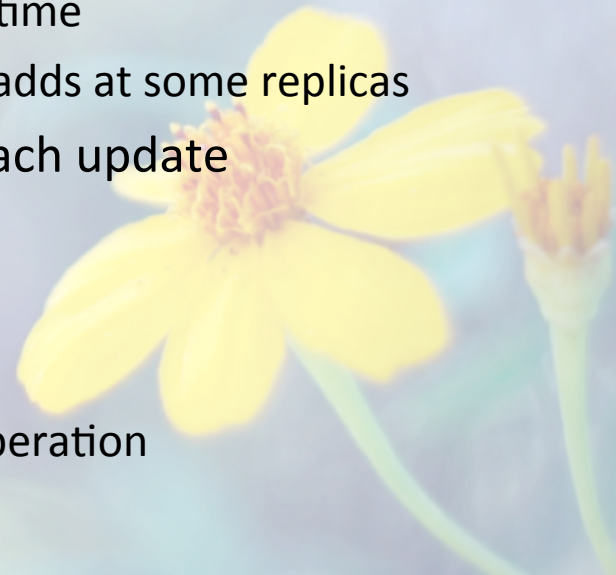 time
adds at some replicas
ach update
peration